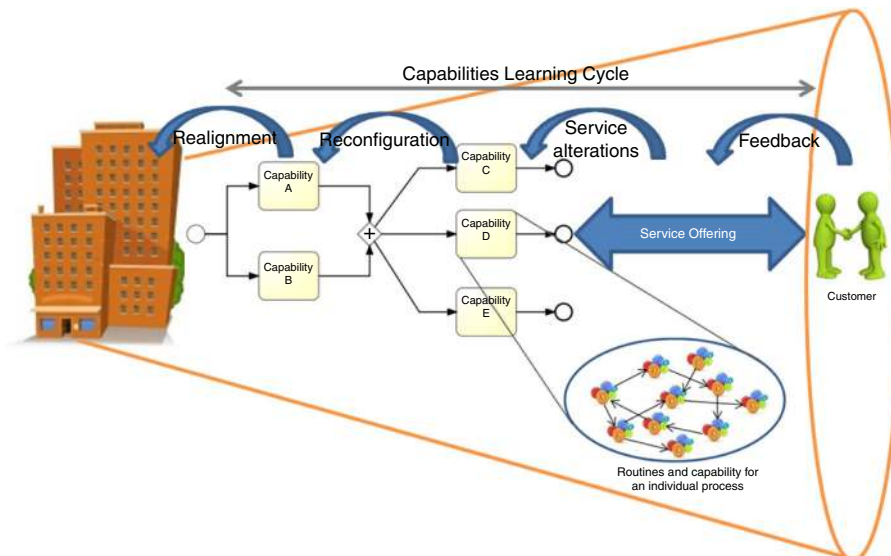 Capabilities Learning Cycle
Realignment
Reconfiguration
Service
alterations
Feedback
Capability
A
Capability
B
Capability
C
Capability
D
Capability
E
Service Offering
Customer
Routines and capability for
an individual process